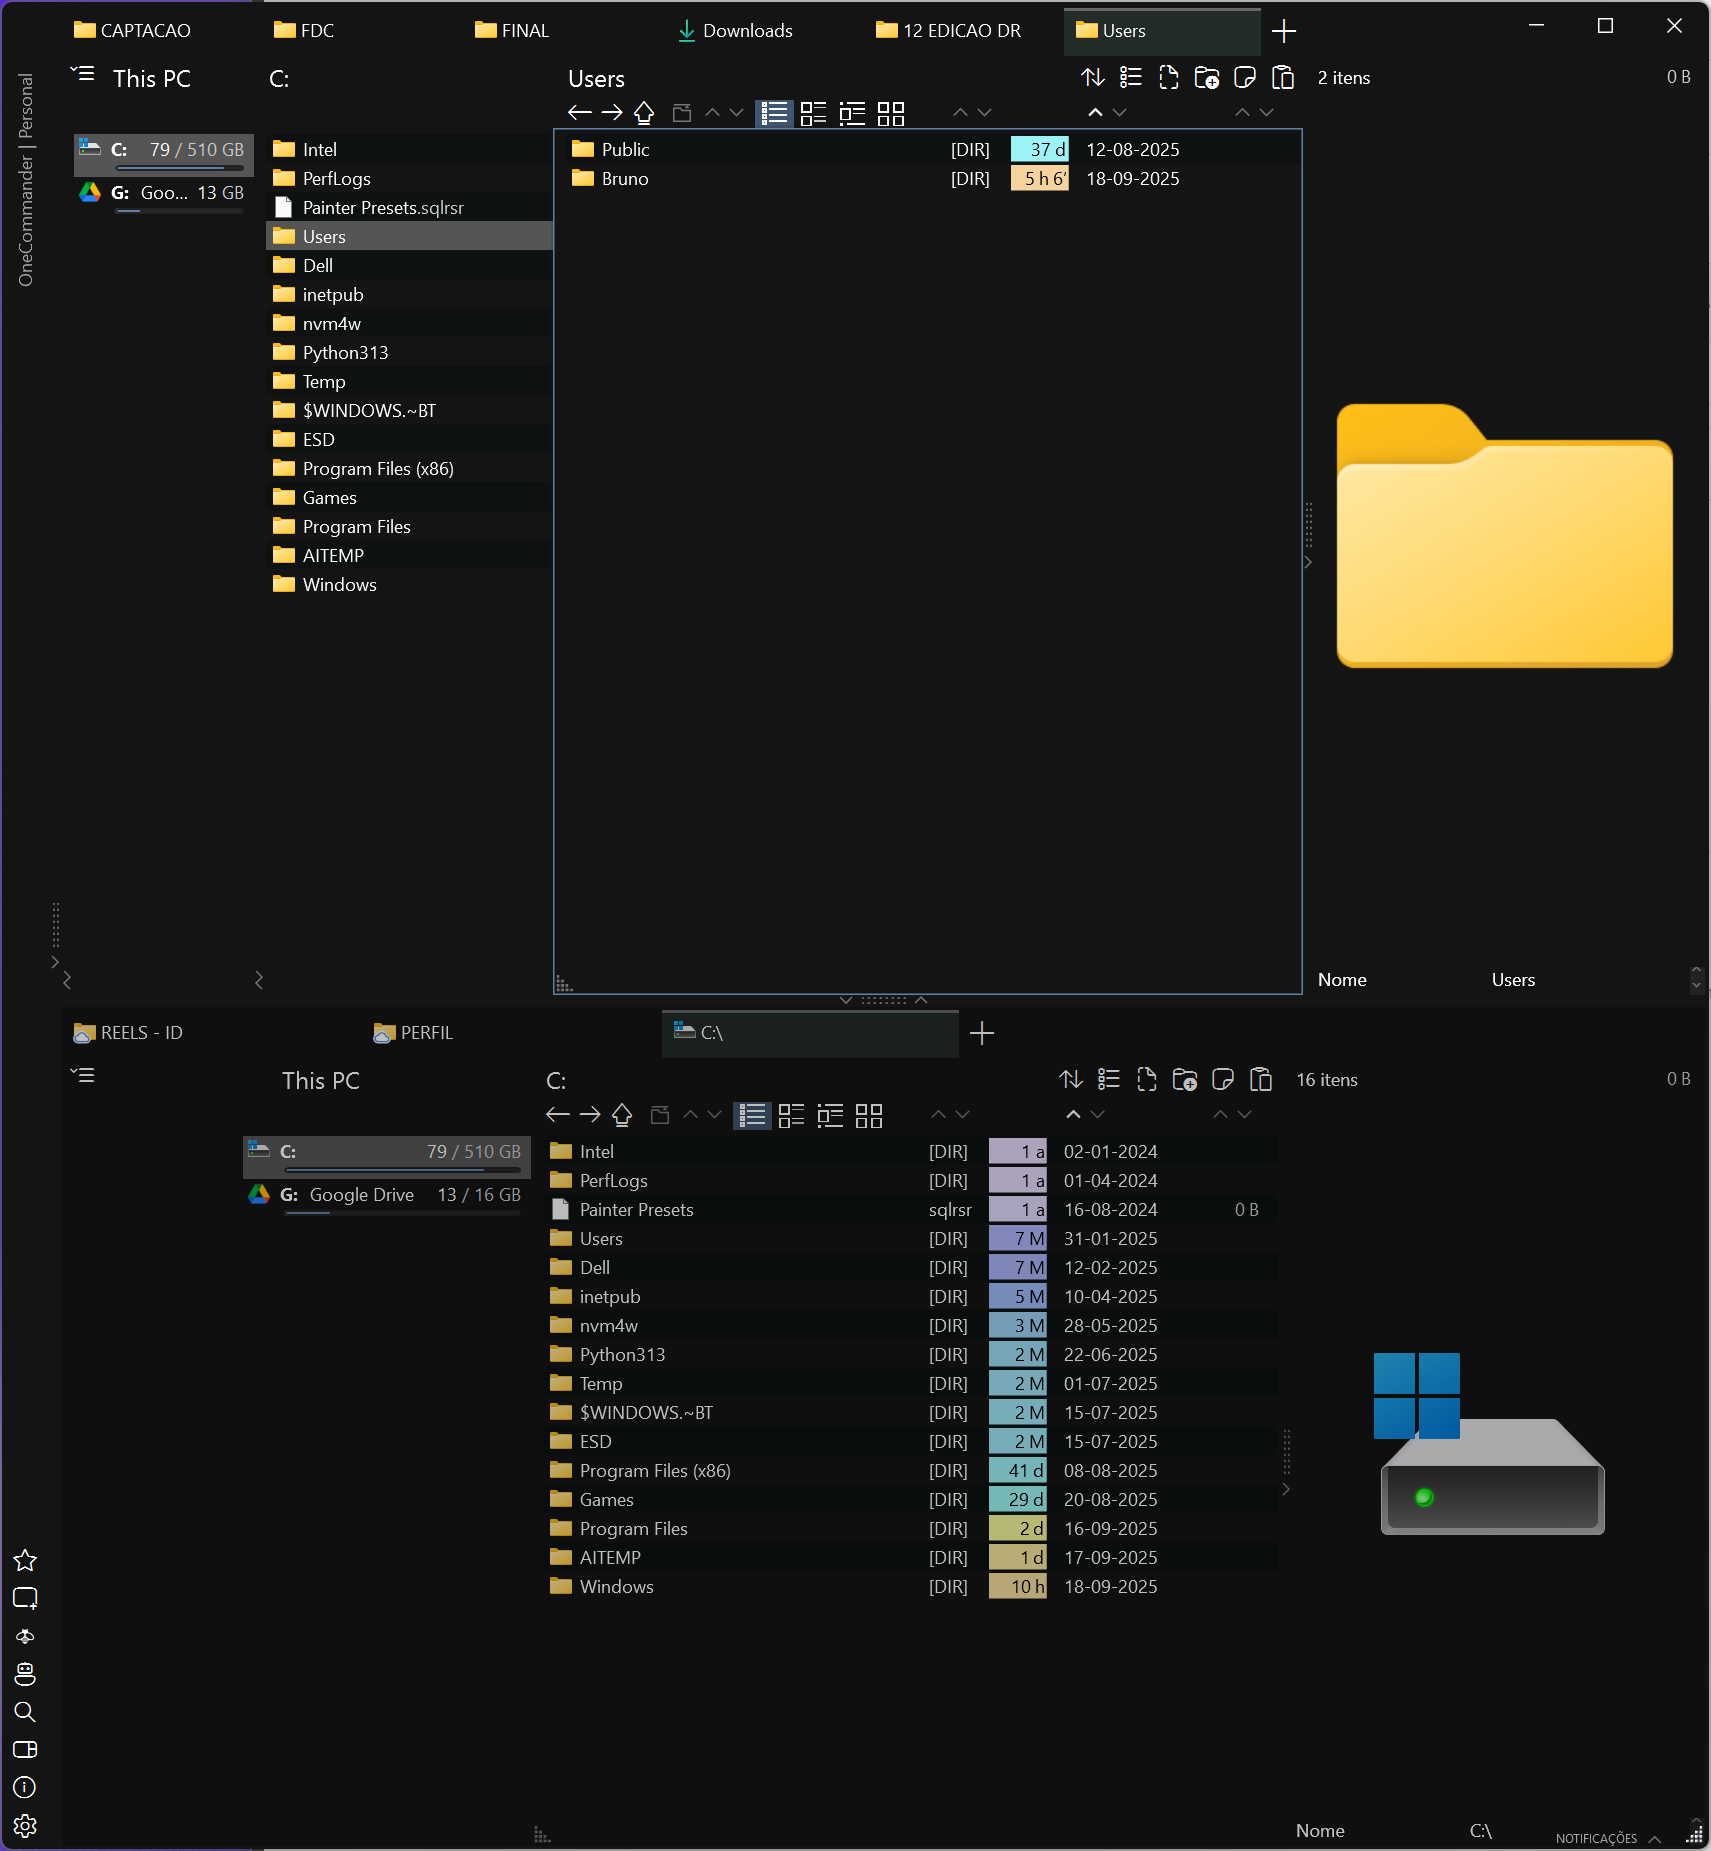 CAPTACAO FDC FINAL Downloads 12 EDICAO DR Users
OneCommander | Personal
This PC C: Users 2 itens 0 B
C: 79 / 510 GB
G: Goo... 13 GB
Intel
PerfLogs
Painter Presets.sqlrsr
Users
Dell
inetpub
nvm4w
Python313
Temp
$WINDOWS.~BT
ESD
Program Files (x86)
Games
Program Files
AITEMP
Windows
Public [DIR] 37 d 12-08-2025
Bruno [DIR] 5 h 6' 18-09-2025
Nome Users
REELS - ID PERFIL C:\
This PC C: 16 itens 0 B
C: 79 / 510 GB
G: Google Drive 13 / 16 GB
Intel [DIR] 1 a 02-01-2024
PerfLogs [DIR] 1 a 01-04-2024
Painter Presets sqlrsr 1 a 16-08-2024 0 B
Users [DIR] 7 M 31-01-2025
Dell [DIR] 7 M 12-02-2025
inetpub [DIR] 5 M 10-04-2025
nvm4w [DIR] 3 M 28-05-2025
Python313 [DIR] 2 M 22-06-2025
Temp [DIR] 2 M 01-07-2025
$WINDOWS.~BT [DIR] 2 M 15-07-2025
ESD [DIR] 2 M 15-07-2025
Program Files (x86) [DIR] 41 d 08-08-2025
Games [DIR] 29 d 20-08-2025
Program Files [DIR] 2 d 16-09-2025
AITEMP [DIR] 1 d 17-09-2025
Windows [DIR] 10 h 18-09-2025
Nome C:\
NOTIFICAÇÕES